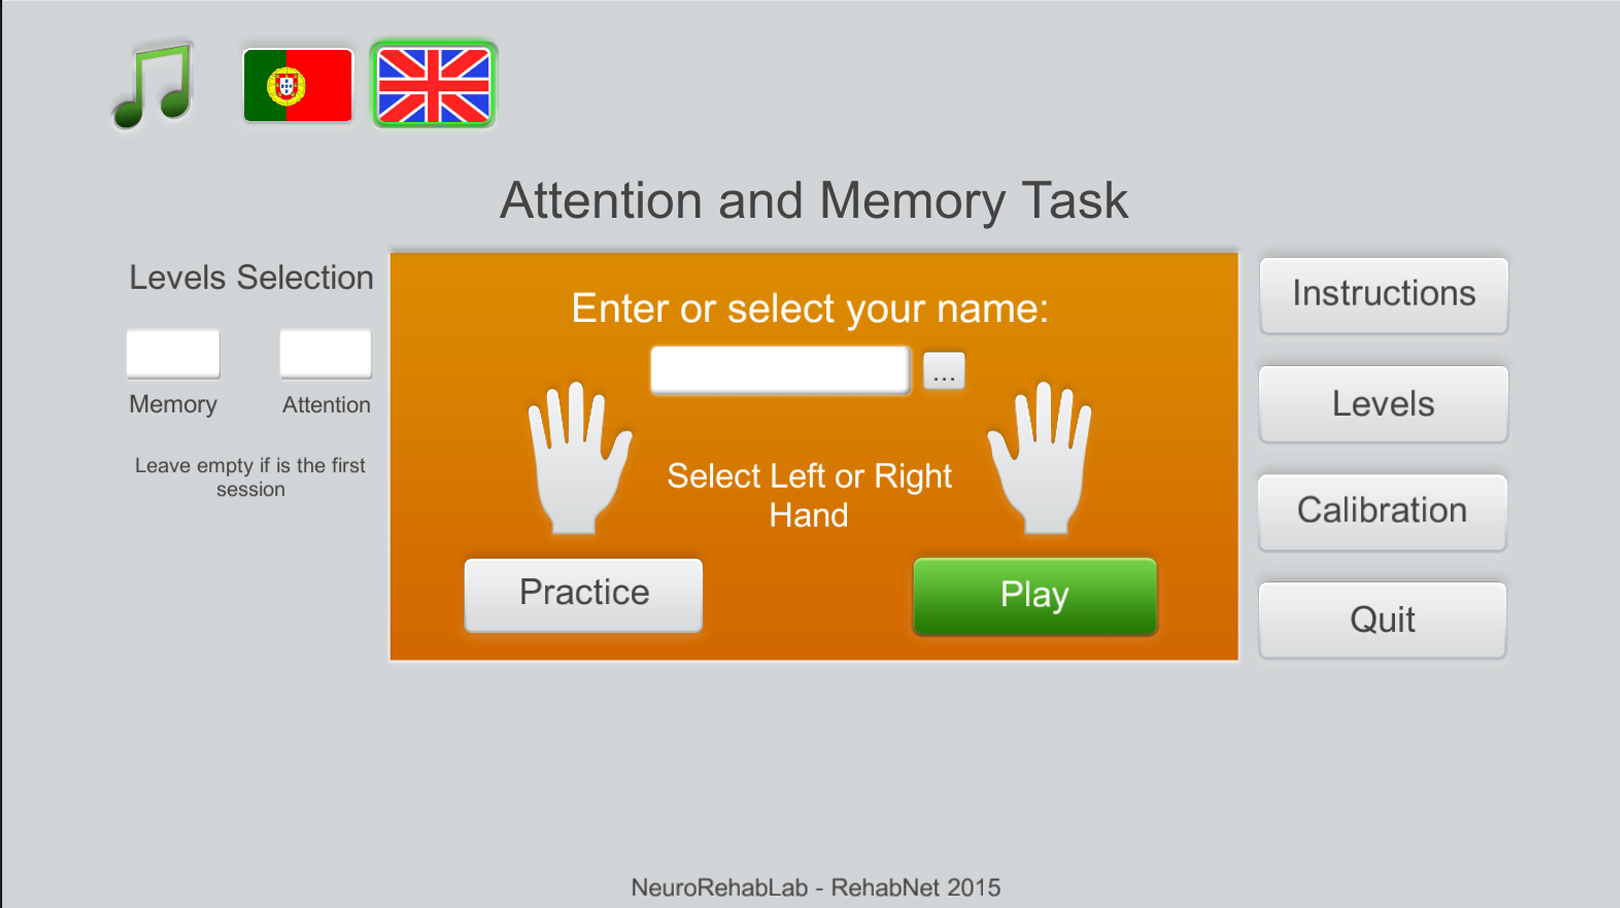 Attention and Memory Task
Levels Selection
Memory
Attention
Leave empty if is the first
session
Enter or select your name:
...
Select Left or Right
Hand
Practice
Play
Instructions
Levels
Calibration
Quit
NeuroRehabLab - RehabNet 2015